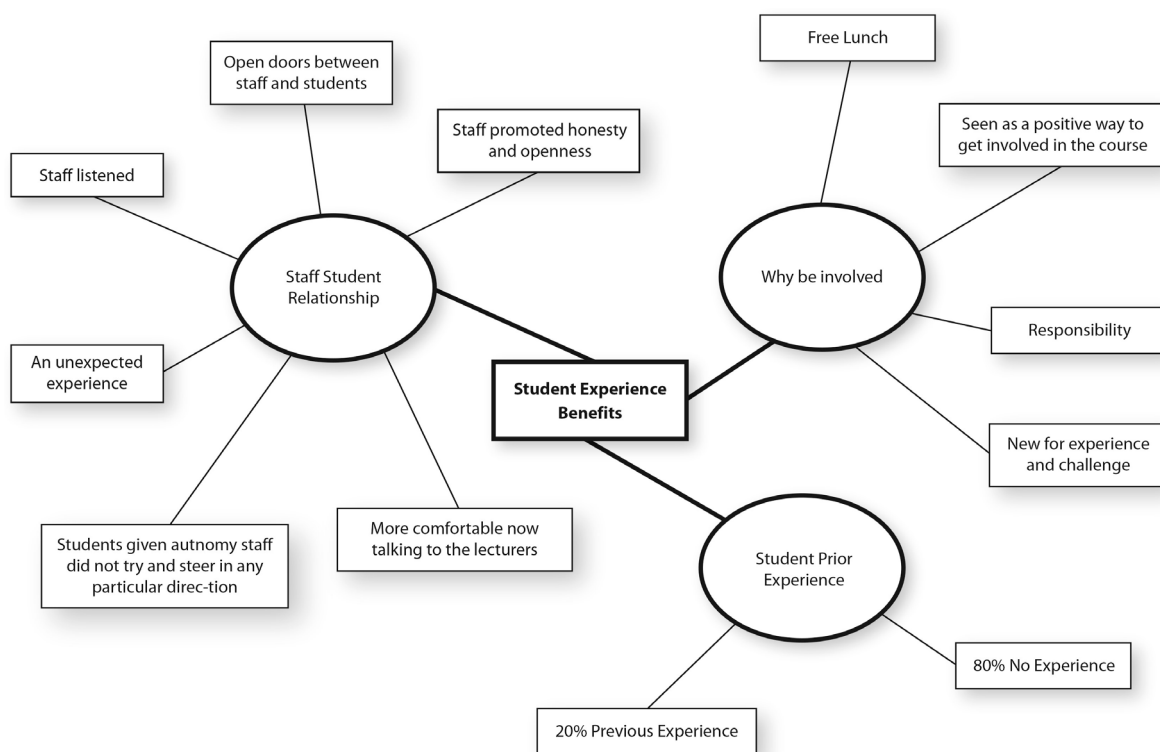 Open doors between
staff and students
Staff promoted honesty
and openness
Staff listened
Staff Student
Relationship
An unexpected
experience
Students given autnomy staff
did not try and steer in any
particular direc-tion
More comfortable now
talking to the lecturers
Student Experience
Benefits
Free Lunch
Seen as a positive way to
get involved in the course
Why be involved
Responsibility
New for experience
and challenge
Student Prior
Experience
80% No Experience
20% Previous Experience